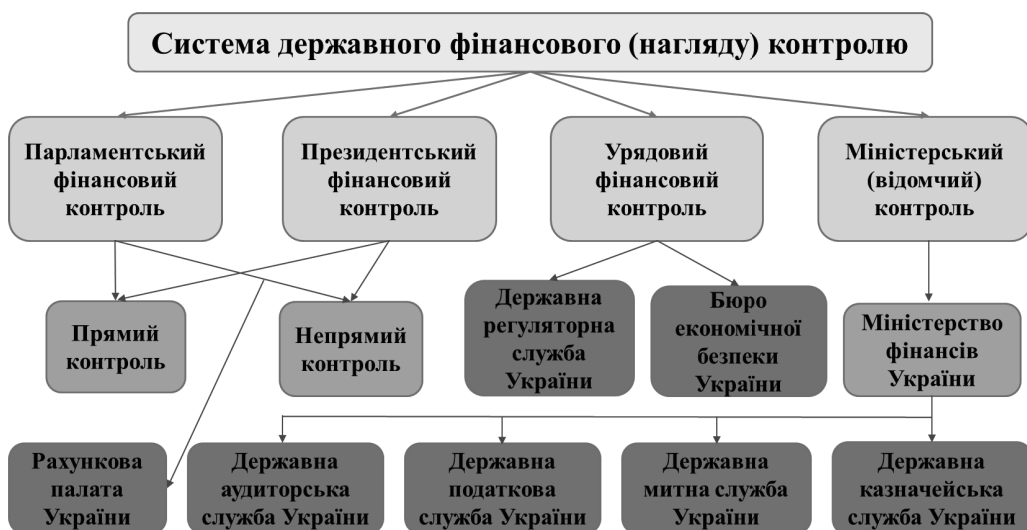 Система державного фінансового (нагляду) контролю
Парламентський
фінансовий
контроль
Президентський
фінансовий
контроль
Урядовий
фінансовий
контроль
Міністерський
(відомчий)
контроль
Прямий
контроль
Непрямий
контроль
Державна
регуляторна
служба
України
Бюро
економічної
безпеки
України
Міністерство
фінансів
України
Рахункова
палата
України
Державна
аудиторська
служба України
Державна
податкова
служба України
Державна
митна служба
України
Державна
казначейська
служба України